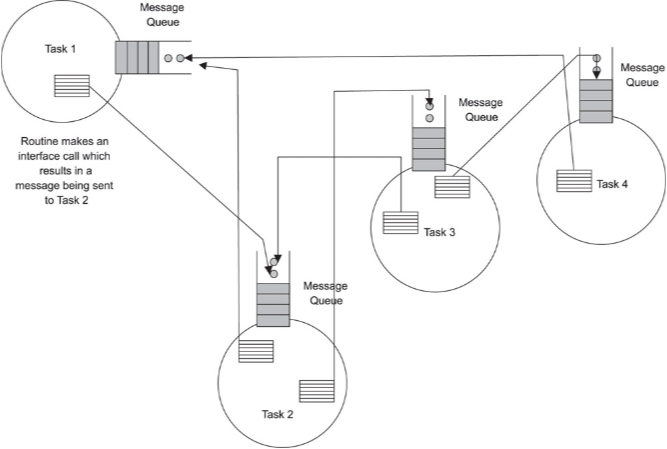 Message
Queue
Task 1
Message
Queue
Message
Queue
Routine makes an
interface call which
results in a
message being sent
to Task 2
Task 4
Task 3
Message
Queue
Task 2